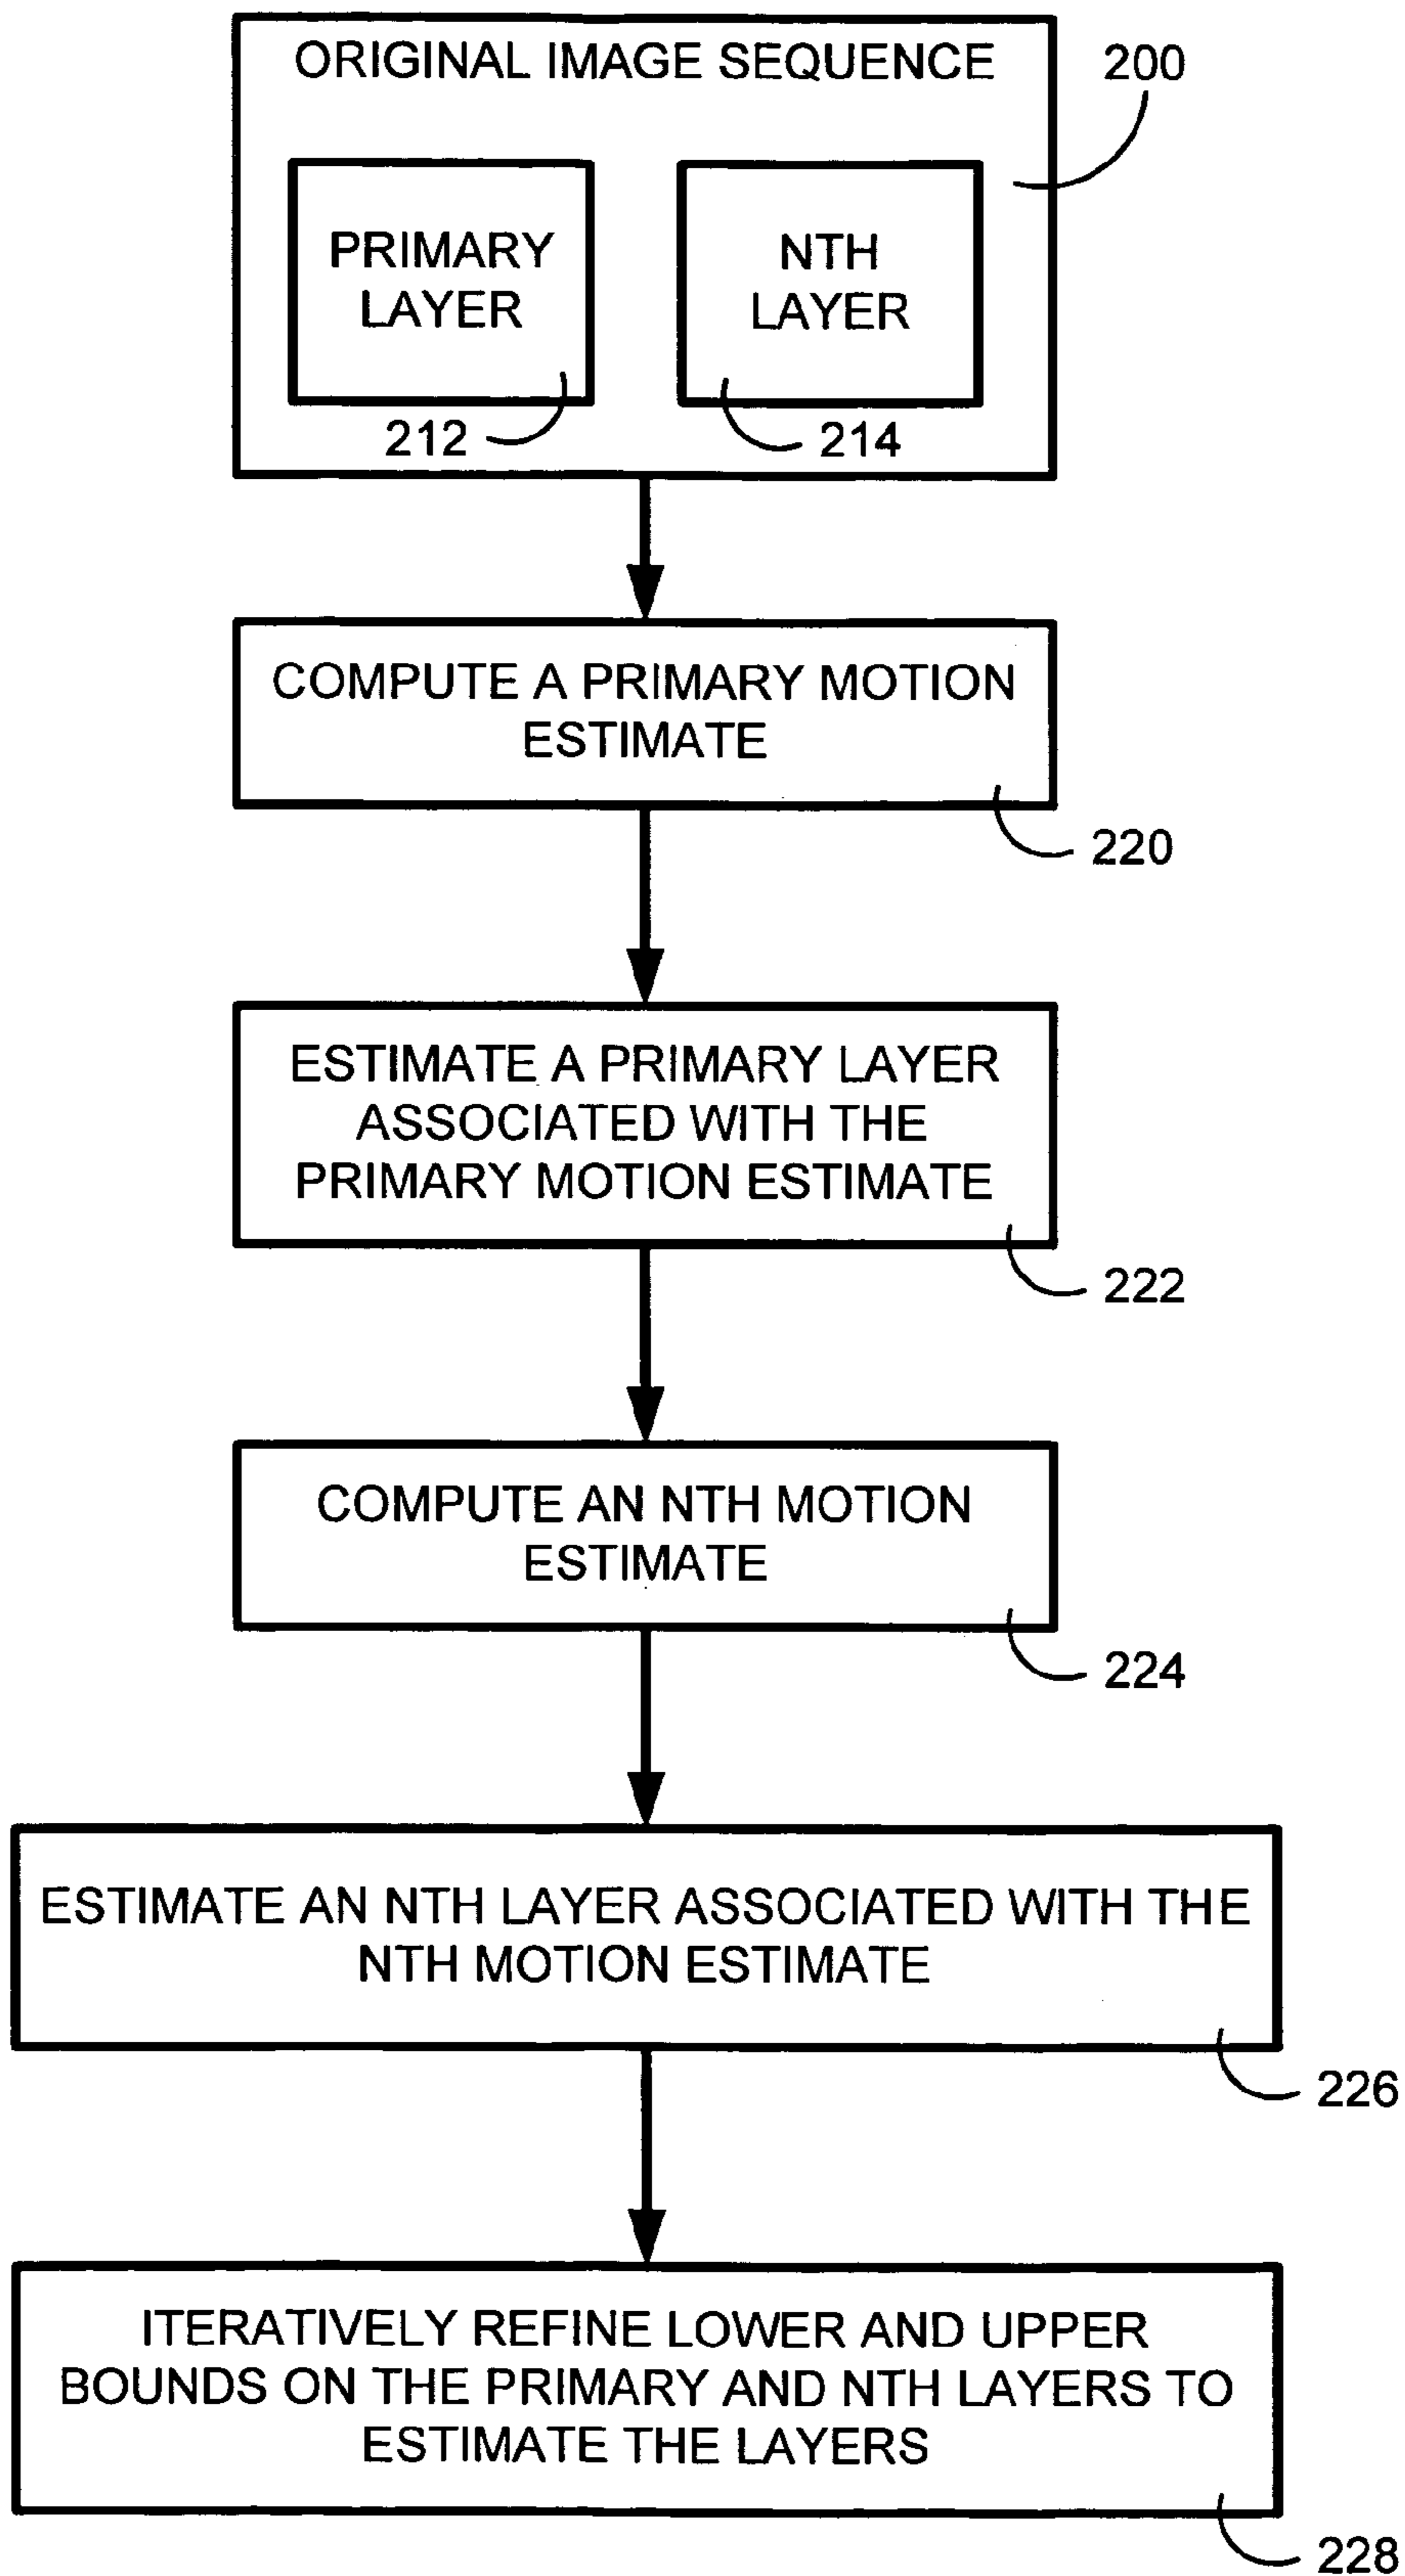 ORIGINAL IMAGE SEQUENCE
200
PRIMARY
LAYER
212
NTH
LAYER
214
COMPUTE A PRIMARY MOTION
ESTIMATE
220
ESTIMATE A PRIMARY LAYER
ASSOCIATED WITH THE
PRIMARY MOTION ESTIMATE
222
COMPUTE AN NTH MOTION
ESTIMATE
224
ESTIMATE AN NTH LAYER ASSOCIATED WITH THE
NTH MOTION ESTIMATE
226
ITERATIVELY REFINE LOWER AND UPPER
BOUNDS ON THE PRIMARY AND NTH LAYERS TO
ESTIMATE THE LAYERS
228